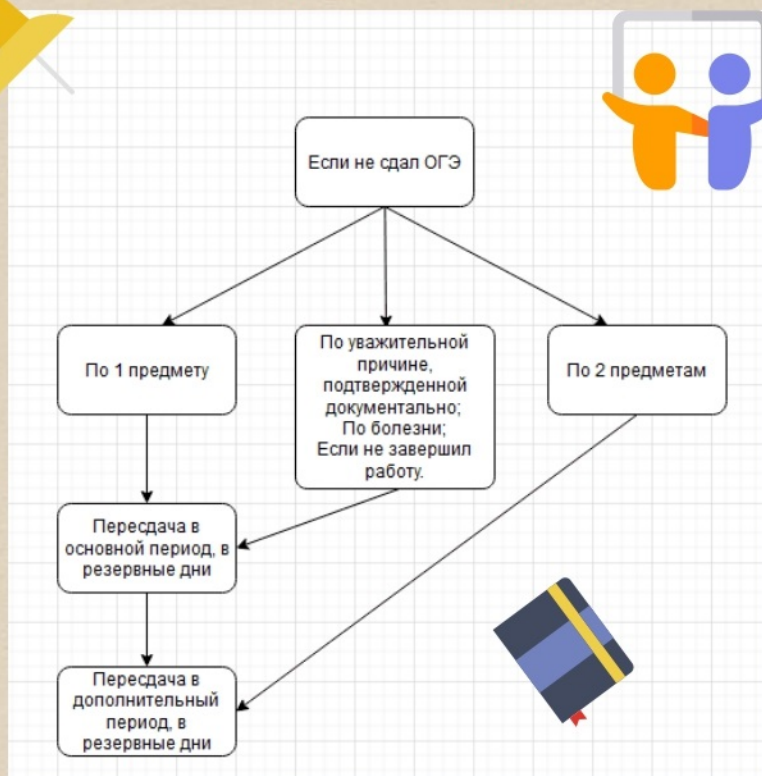 Если не сдал ОГЭ
По 1 предмету
По уважительной
причине,
подтвержденной
документально;
По болезни;
Если не завершил
работу.
По 2 предметам
Пересдача в
основной период, в
резервные дни
Пересдача в
дополнительный
период, в
резервные дни